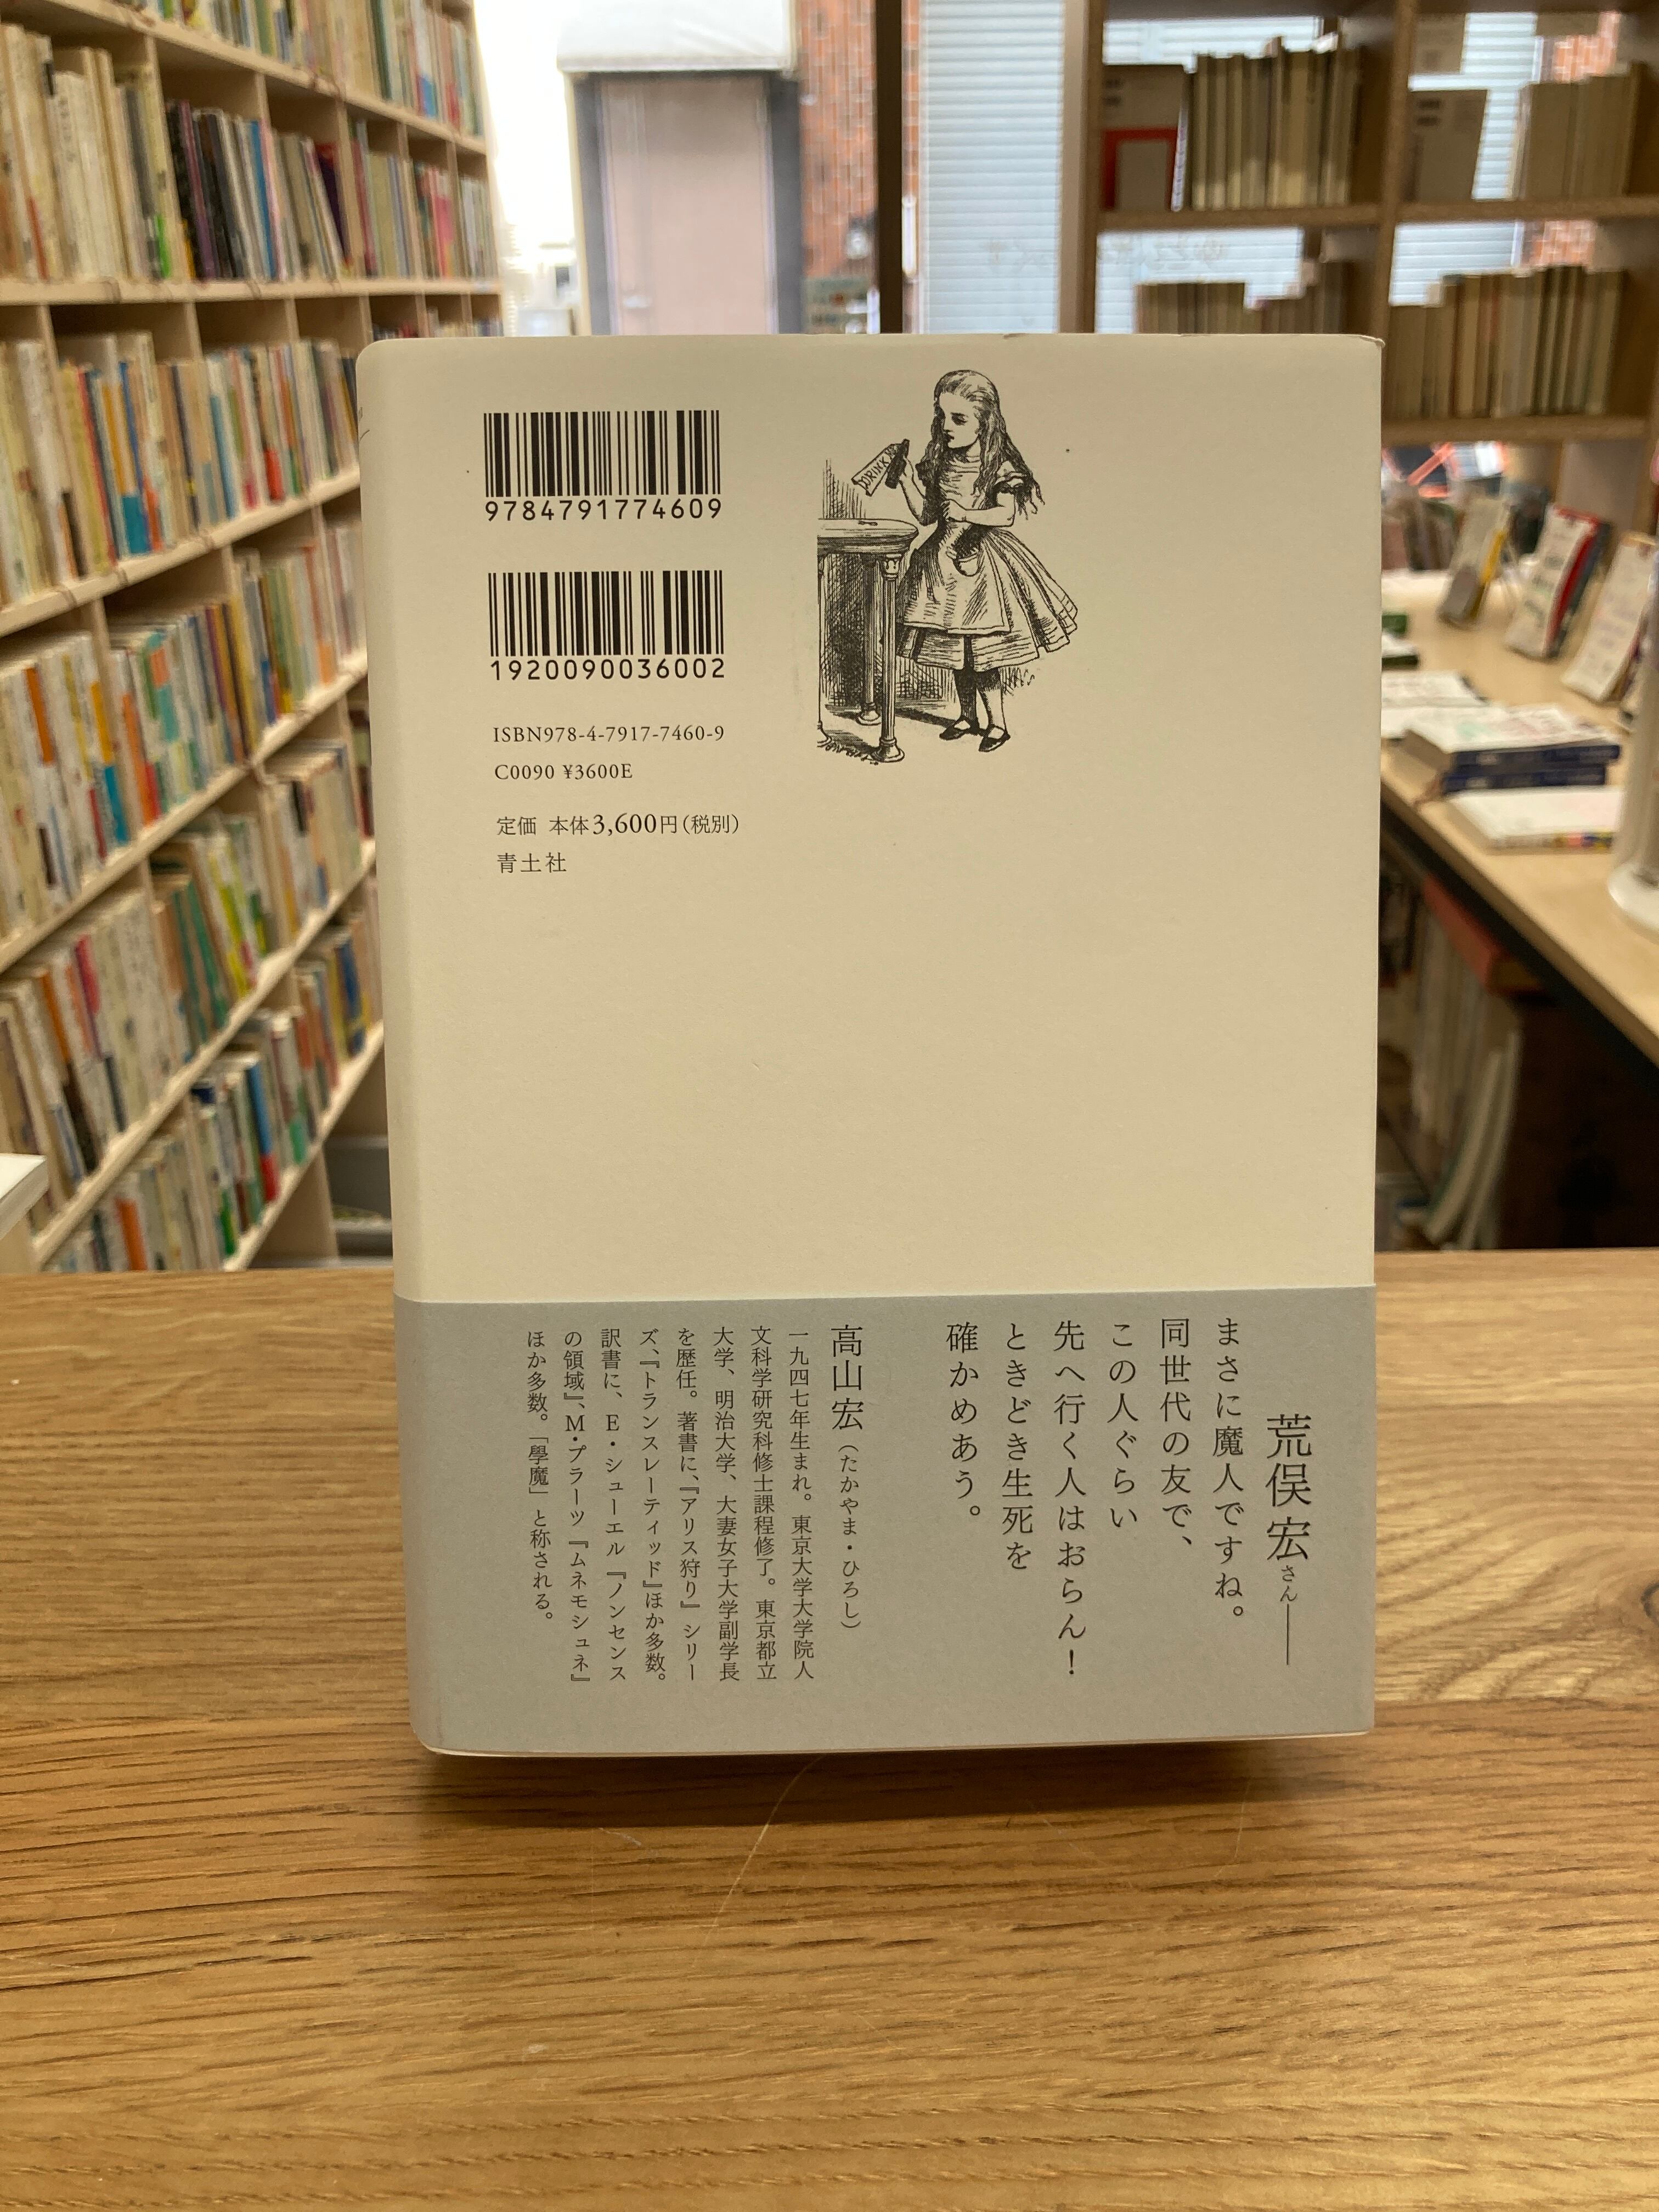 9784791774609
1920090036002
ISBN978-4-7917-7460-9
C0090 ¥3600E
定価 本体3,600円(税別)
青土社
DRINK
荒俣宏さん――
まさに魔人ですね。
同世代の友で、
この人ぐらい
先へ行く人はおらん!
ときどき生死を
確かめあう。
高山宏(たかやま・ひろし)
一九四七年生まれ。東京大学大学院人
文科学研究科修士課程修了。東京都立
大学、明治大学、大妻女子大学副学長
を歴任。著書に、『アリス狩り』シリー
ズ、『トランスレーティッド』ほか多数。
訳書に、E・シューエル『ノンセンス
の領域』、M・プラーツ『ムネモシュネ』
ほか多数。「學魔」と称される。